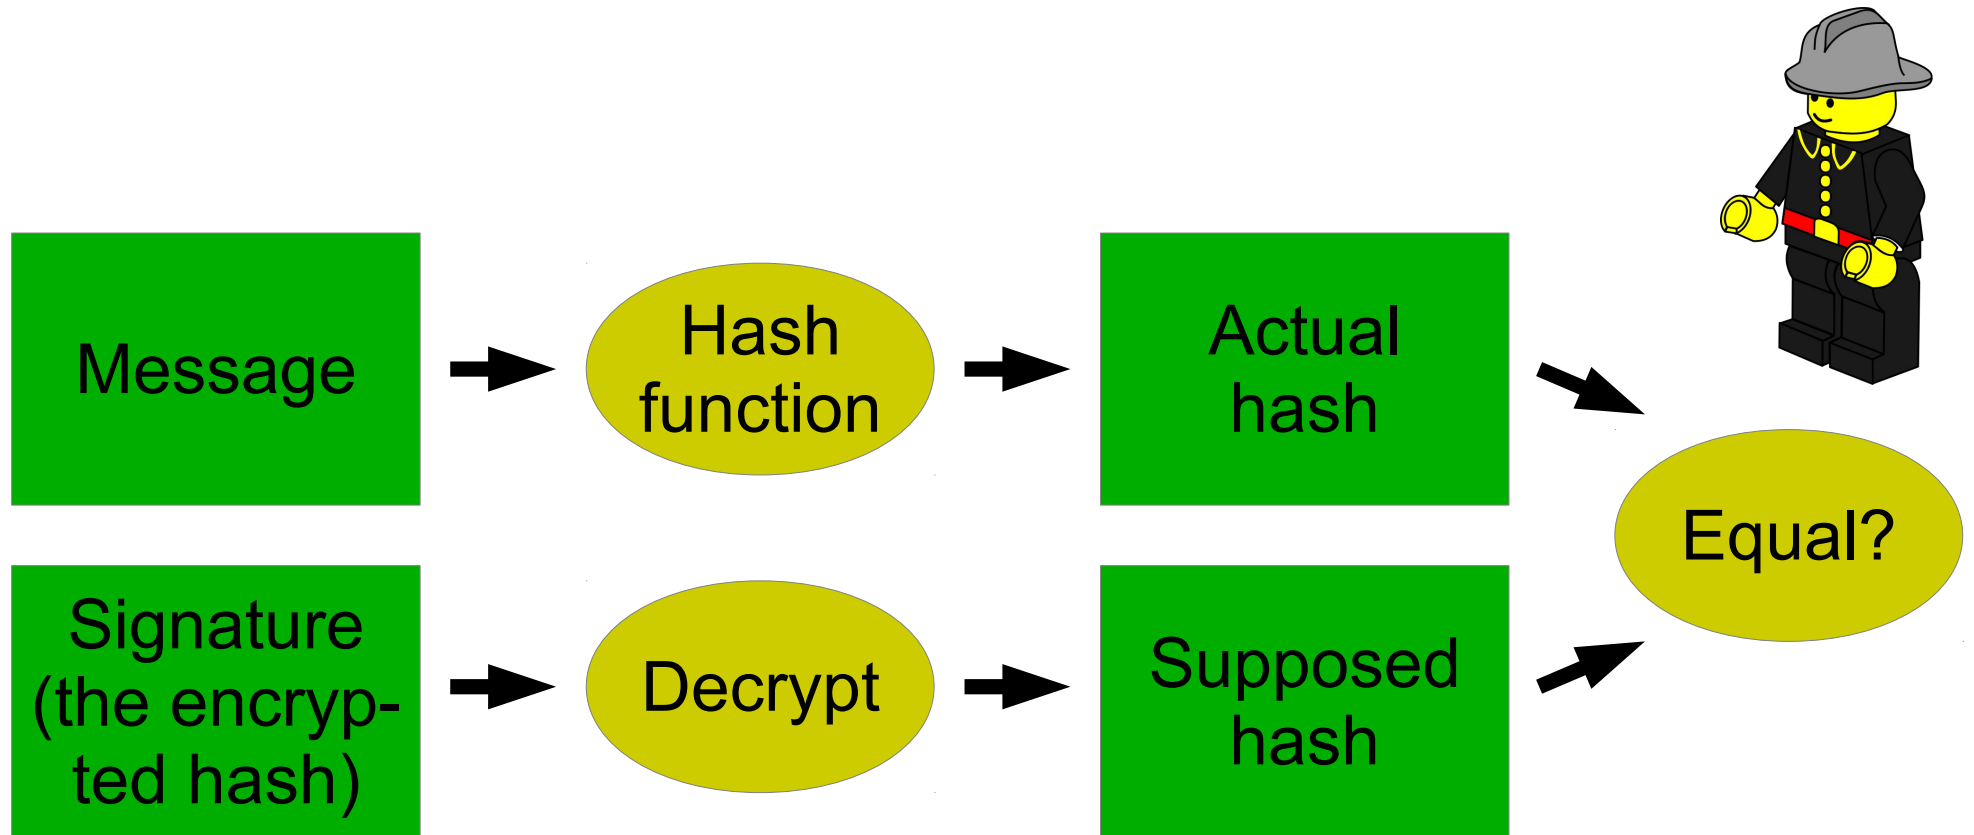 Message
Hash
function
Actual
hash
Equal?
Signature
(the encryp-
ted hash)
Decrypt
Supposed
hash